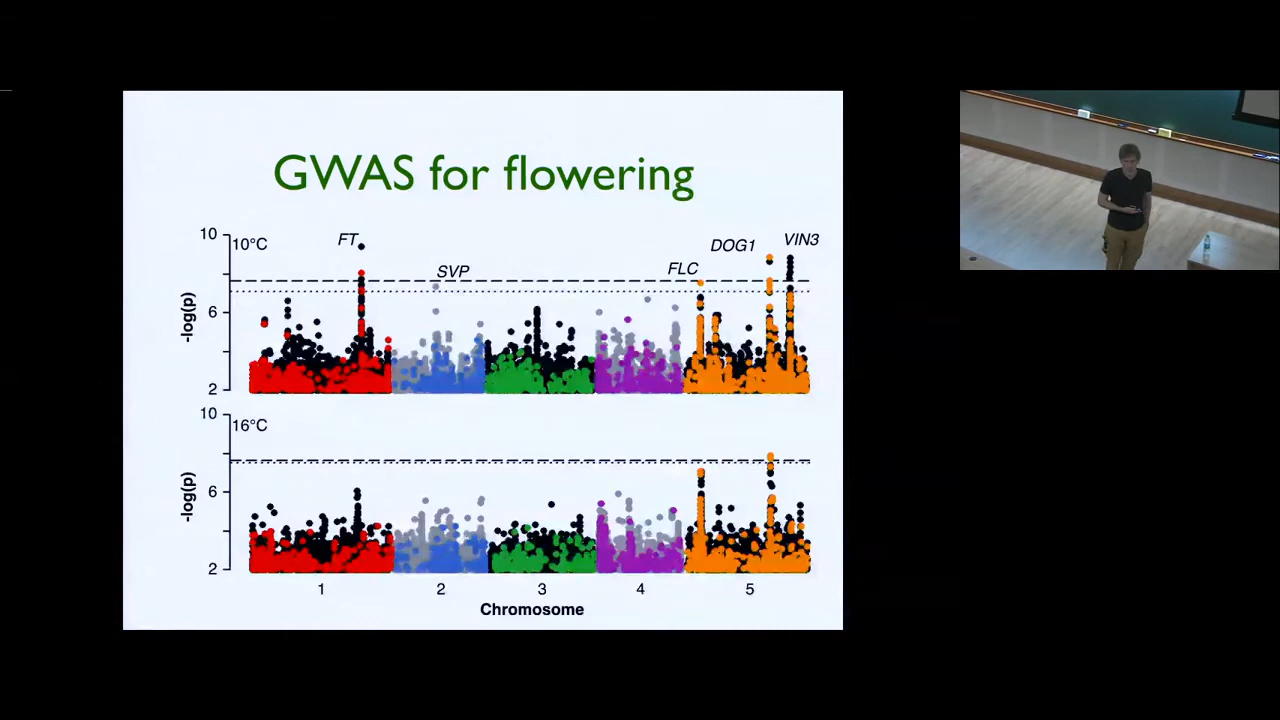 GWAS for flowering
10
10°C
FT
SVP
FLC
DOG1
VIN3
-log(p)
6
2
10
16°C
-log(p)
6
2
1
2
3
4
5
Chromosome